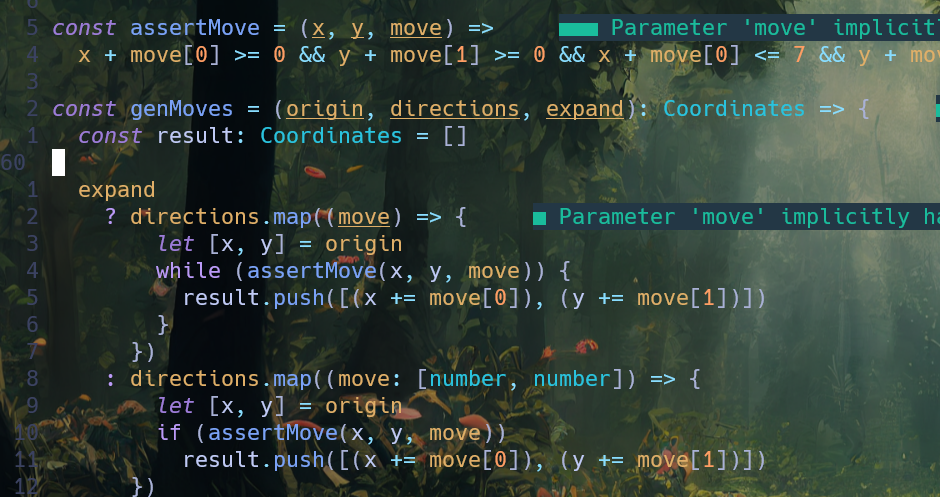 5 const assertMove = (x, y, move) => Parameter 'move' implicit
4 x + move[0] >= 0 && y + move[1] >= 0 && x + move[0] <= 7 && y + mo
3
2 const genMoves = (origin, directions, expand): Coordinates => {
1 const result: Coordinates = []
60
1 expand
2 ? directions.map((move) => { Parameter 'move' implicitly ha
3 let [x, y] = origin
4 while (assertMove(x, y, move)) {
5 result.push([(x += move[0]), (y += move[1])])
6 }
7 })
8 : directions.map((move: [number, number]) => {
9 let [x, y] = origin
10 if (assertMove(x, y, move))
11 result.push([(x += move[0]), (y += move[1])])
12 })